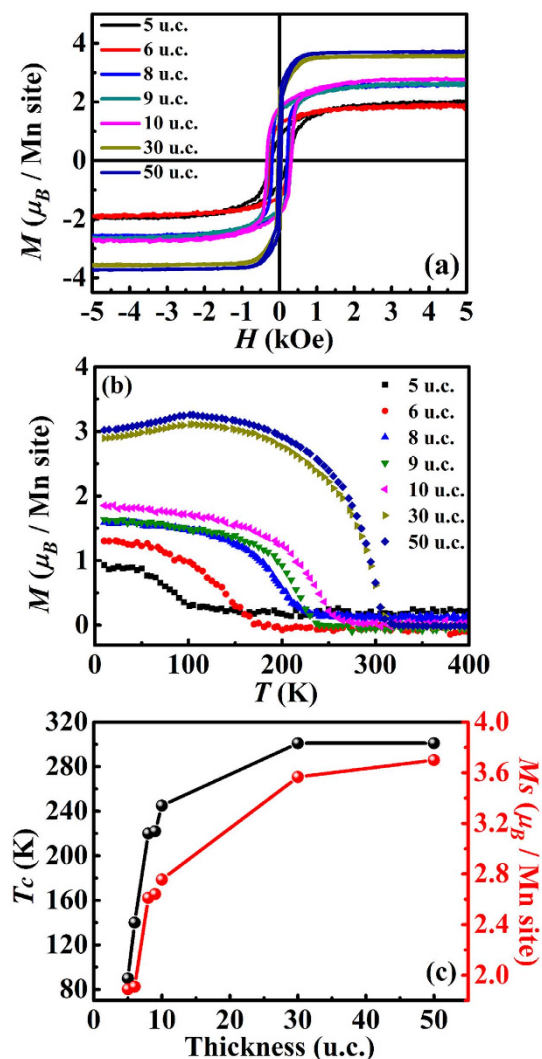 4
2
0
-2
-4
M (μB / Mn site)
5 u.c.
6 u.c.
8 u.c.
9 u.c.
10 u.c.
30 u.c.
50 u.c.
(a)
-5 -4 -3 -2 -1 0 1 2 3 4 5
H (kOe)
(b)
4
3
2
1
0
M (μB / Mn site)
5 u.c.
6 u.c.
8 u.c.
9 u.c.
10 u.c.
30 u.c.
50 u.c.
0 100 200 300 400
T (K)
320
280
240
200
160
120
80
Tc (K)
4.0
3.6
3.2
2.8
2.4
2.0
Ms (μB / Mn site)
(c)
0 10 20 30 40 50
Thickness (u.c.)